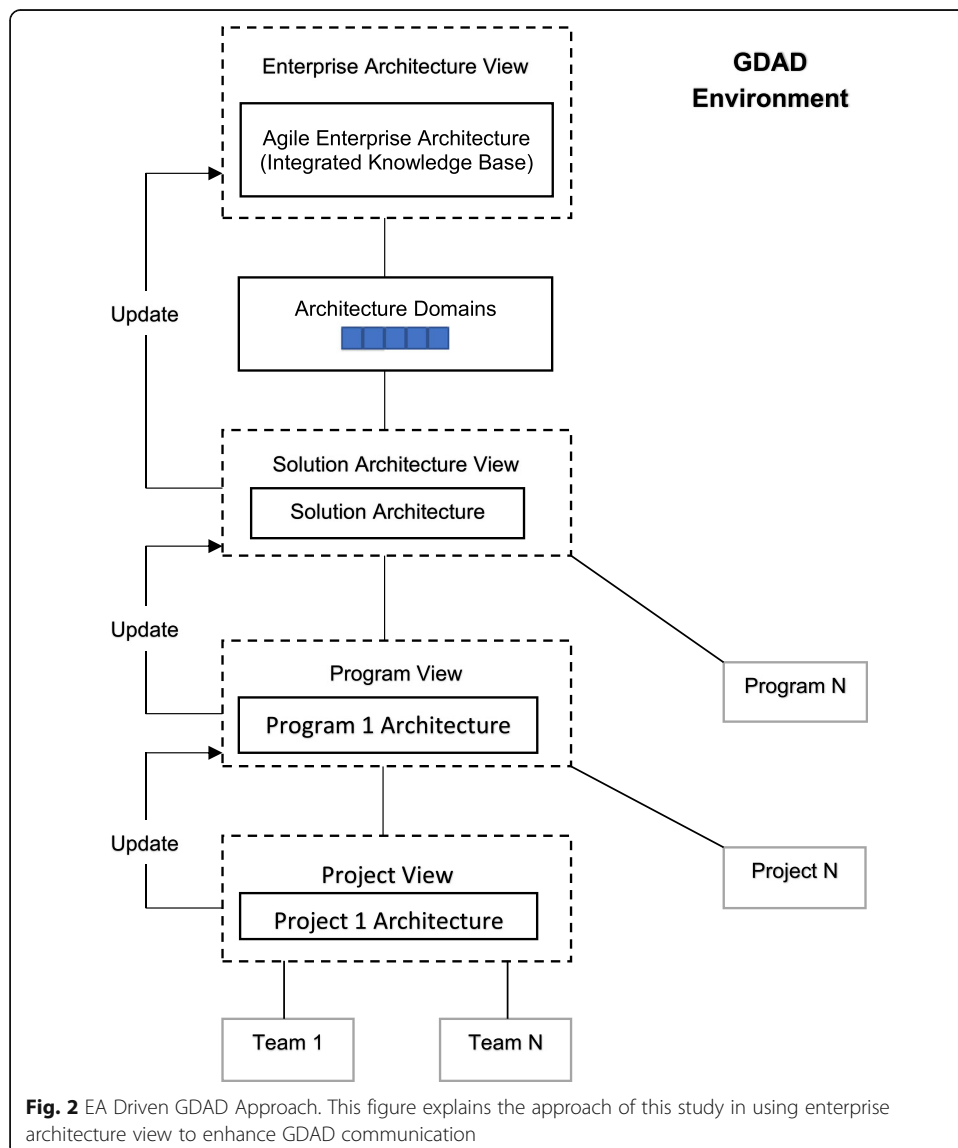 GDAD
Environment
Enterprise Architecture View
Agile Enterprise Architecture
(Integrated Knowledge Base)
Update
Architecture Domains
Solution Architecture View
Solution Architecture
Update
Program View
Program 1 Architecture
Program N
Update
Project View
Project 1 Architecture
Project N
Team 1
Team N
Fig. 2 EA Driven GDAD Approach. This figure explains the approach of this study in using enterprise
architecture view to enhance GDAD communication